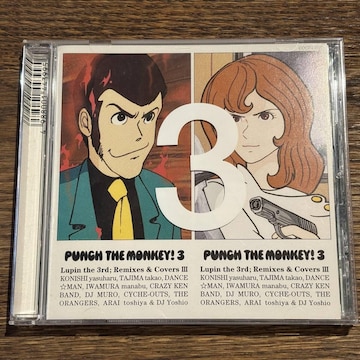 3
PUNCH THE MONKEY! 3
Lupin the 3rd; Remixes & Covers III
KONISHI yasuharu, TAJIMA takao, DANCE
☆MAN, IWAMURA manabu, CRAZY KEN
BAND, DJ MURO, CYCHE-OUTS, THE
ORANGERS, ARAI toshiya & DJ Yoshio
PUNCH THE MONKEY! 3
Lupin the 3rd; Remixes & Covers III
KONISHI yasuharu, TAJIMA takao, DANCE
☆MAN, IWAMURA manabu, CRAZY KEN
BAND, DJ MURO, CYCHE-OUTS, THE
ORANGERS, ARAI toshiya & DJ Yoshio